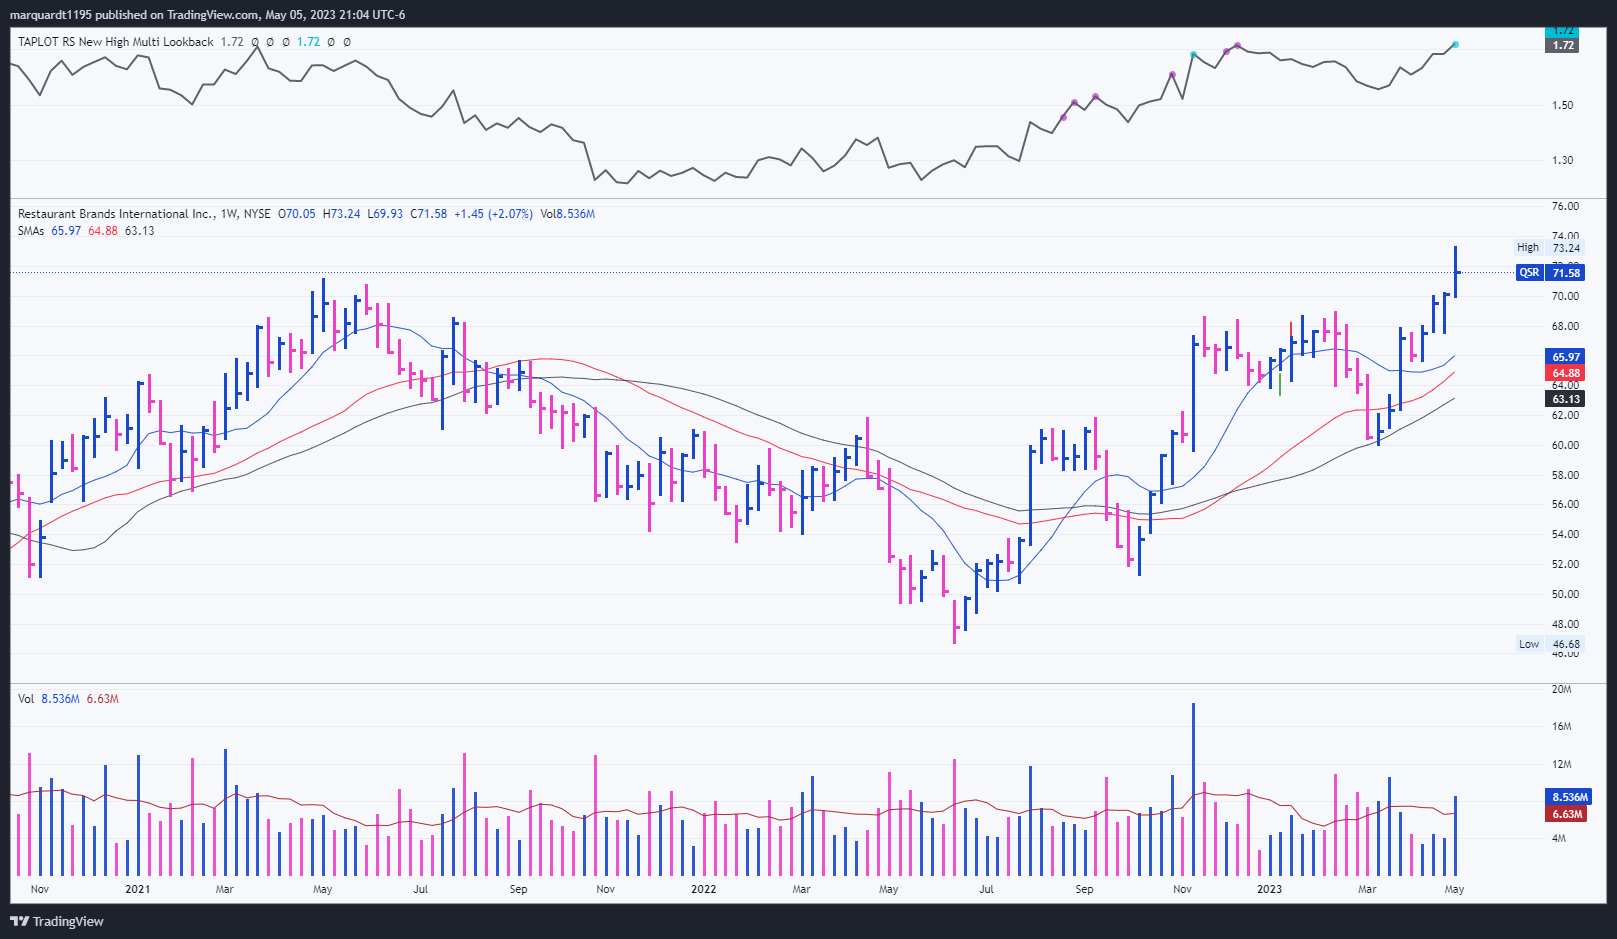 marquardt1195 published on TradingView.com, May 05, 2023 21:04 UTC-6
TAPLOT RS New High Multi Lookback 1.72 Ø Ø Ø 1.72 Ø Ø
1.72
1.72
1.50
1.30
Restaurant Brands International Inc., 1W, NYSE O70.05 H73.24 L69.93 C71.58 +1.45 (+2.07%) Vol8.536M
SMAs 65.97 64.88 63.13
76.00
74.00
High 73.24
QSR 71.58
70.00
68.00
65.97
64.88
64.00
63.13
62.00
60.00
58.00
56.00
54.00
52.00
50.00
48.00
Low 46.68
46.00
Vol 8.536M 6.63M
20M
16M
12M
8.536M
6.63M
4M
Nov 2021 Mar May Jul Sep Nov 2022 Mar May Jul Sep Nov 2023 Mar May
TradingView